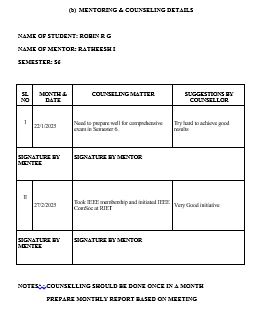 (b) MENTORING & COUNSELING DETAILS
NAME OF STUDENT: ROBIN R G
NAME OF MENTOR: RATHEESH I
SEMESTER: S6
SL NO MONTH & DATE COUNSELING MATTER SUGGESTIONS BY COUNSELLOR
I 22/1/2025 Need to prepare well for comprehensive exam in Semester 6 Try hard to achieve good results
SIGNATURE BY MENTEE SIGNATURE BY MENTOR
II 27/2/2025 Took IEEE membership and initiated IEEE ComSoc at RIET Very Good initiative
SIGNATURE BY MENTEE SIGNATURE BY MENTOR
NOTES: COUNSELLING SHOULD BE DONE ONCE IN A MONTH
PREPARE MONTHLY REPORT BASED ON MEETING